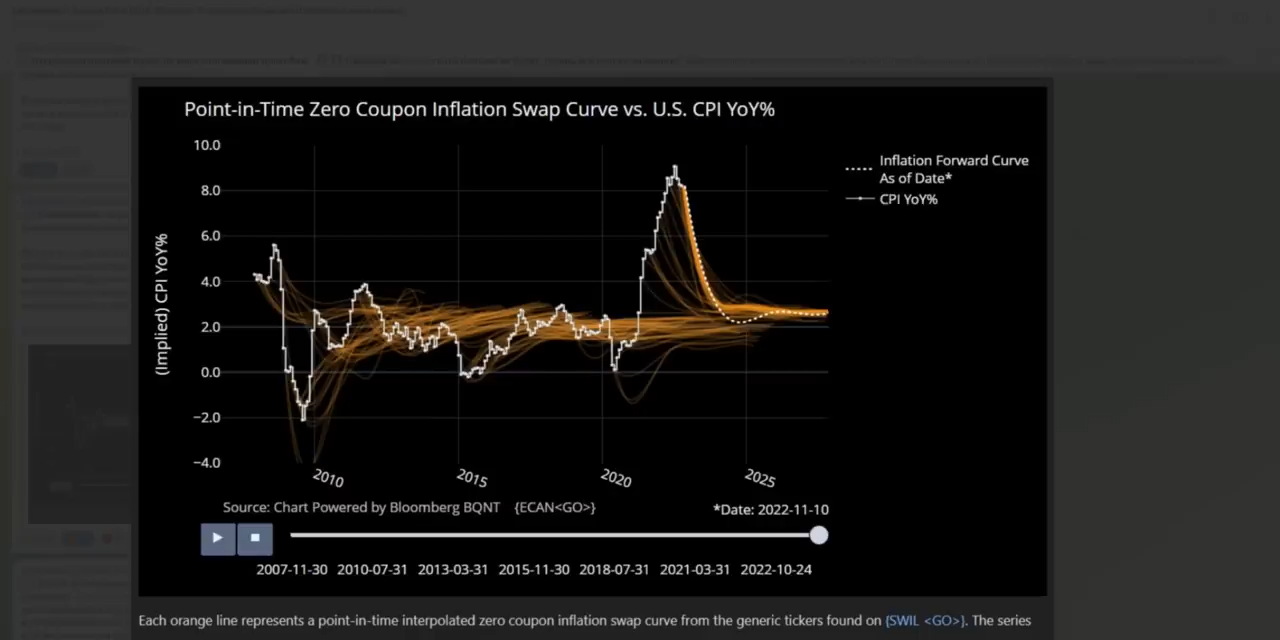 Point-in-Time Zero Coupon Inflation Swap Curve vs. U.S. CPI YoY%
10.0
8.0
6.0
4.0
2.0
0.0
−2.0
−4.0
(Implied) CPI YoY%
Inflation Forward Curve
As of Date*
CPI YoY%
2010
2015
2020
2025
Source: Chart Powered by Bloomberg BQNT {ECAN<GO>}
*Date: 2022-11-10
2007-11-30 2010-07-31 2013-03-31 2015-11-30 2018-07-31 2021-03-31 2022-10-24
Each orange line represents a point-in-time interpolated zero coupon inflation swap curve from the generic tickers found on {SWIL <GO>}. The series